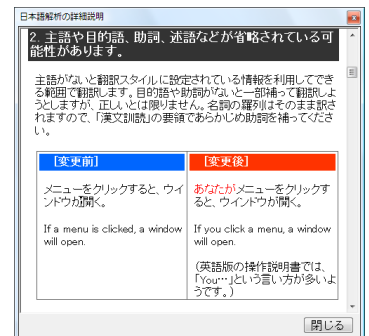 日本語解析の詳細説明
2. 主語や目的語、助詞、述語などが省略されている可
能性があります。
主語がないと翻訳スタイルに設定されている情報を利用してでき
る範囲で翻訳します。目的語や助詞がないと一部補って翻訳しよ
うとしますが、正しいとは限りません。名詞の羅列はそのまま訳さ
れますので、「漢文訓読」の要領であらかじめ助詞を補ってくださ
い。
[変更前]
[変更後]
メニューをクリックすると、ウイ
ンドウが開く。
If a menu is clicked, a window
will open.
あなたがメニューをクリックす
ると、ウインドウが開く。
If you click a menu, a window
will open.
(英語版の操作説明書では、
「You…」という言い方が多いよ
うです。)
閉じる